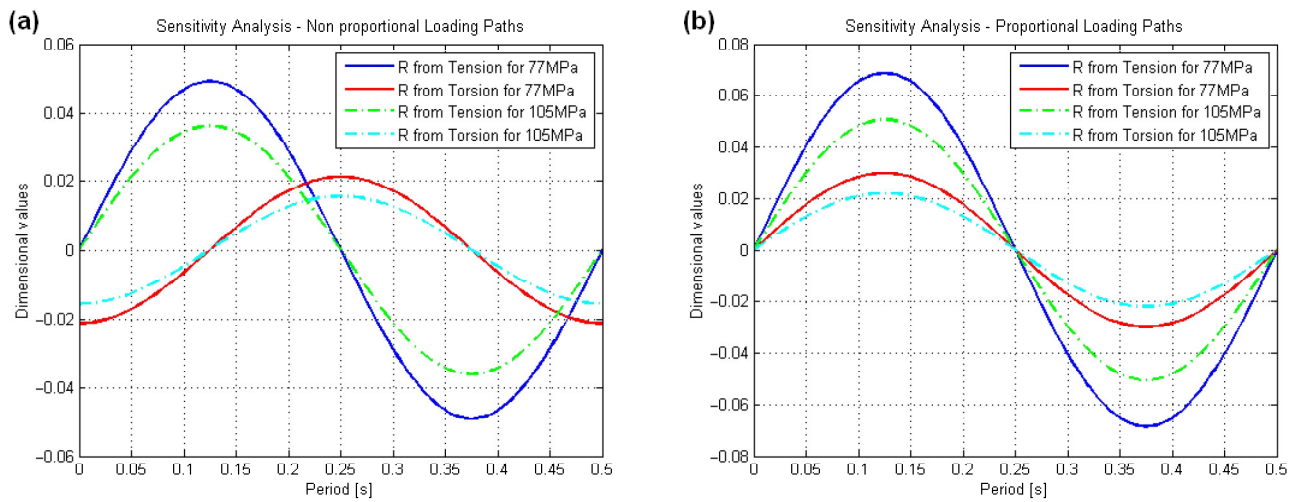 (a)
Sensitivity Analysis - Non proportional Loading Paths
0.06
0.04
0.02
0
−0.02
−0.04
−0.06
Dimensional values
R from Tension for 77MPa
R from Torsion for 77MPa
R from Tension for 105MPa
R from Torsion for 105MPa
0 0.05 0.1 0.15 0.2 0.25 0.3 0.35 0.4 0.45 0.5
Period [s]
(b)
Sensitivity Analysis - Proportional Loading Paths
0.08
0.06
0.04
0.02
0
−0.02
−0.04
−0.06
−0.08
Dimensional values
R from Tension for 77MPa
R from Torsion for 77MPa
R from Tension for 105MPa
R from Torsion for 105MPa
0 0.05 0.1 0.15 0.2 0.25 0.3 0.35 0.4 0.45 0.5
Period [s]